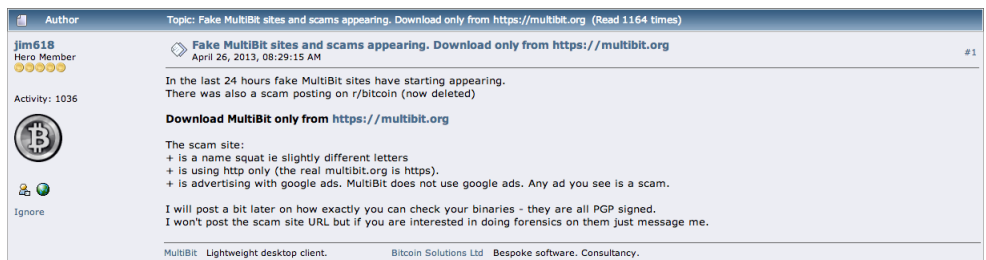 Author
Topic: Fake MultiBit sites and scams appearing. Download only from https://multibit.org (Read 1164 times)
jim618
Hero Member
Activity: 1036
Ignore
Fake MultiBit sites and scams appearing. Download only from https://multibit.org
April 26, 2013, 08:29:15 AM
#1
In the last 24 hours fake MultiBit sites have starting appearing.
There was also a scam posting on r/bitcoin (now deleted)
Download MultiBit only from https://multibit.org
The scam site:
+ is a name squat ie slightly different letters
+ is using http only (the real multibit.org is https).
+ is advertising with google ads. MultiBit does not use google ads. Any ad you see is a scam.
I will post a bit later on how exactly you can check your binaries - they are all PGP signed.
I won't post the scam site URL but if you are interested in doing forensics on them just message me.
MultiBit Lightweight desktop client. Bitcoin Solutions Ltd Bespoke software. Consultancy.